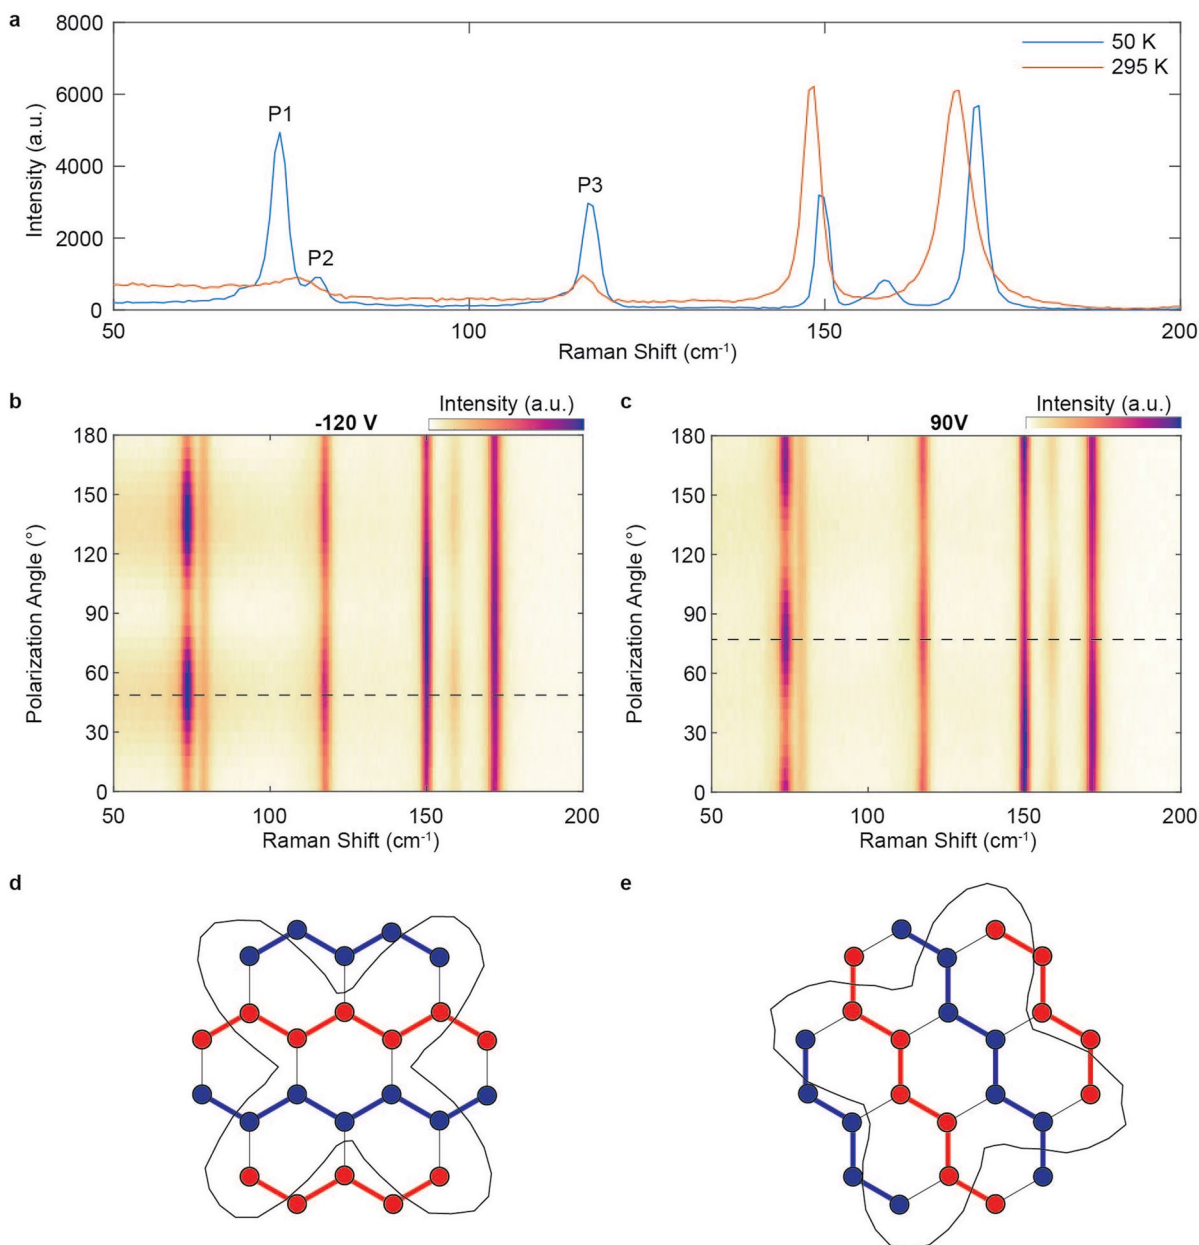 a
8000
6000
4000
2000
0
Intensity (a.u.)
50 K
295 K
P1
P2
P3
50
100
150
200
Raman Shift (cm⁻¹)
b
-120 V
Intensity (a.u.)
180
150
120
90
60
30
0
Polarization Angle (°)
50
100
150
200
Raman Shift (cm⁻¹)
c
90V
Intensity (a.u.)
180
150
120
90
60
30
0
Polarization Angle (°)
50
100
150
200
Raman Shift (cm⁻¹)
d
e